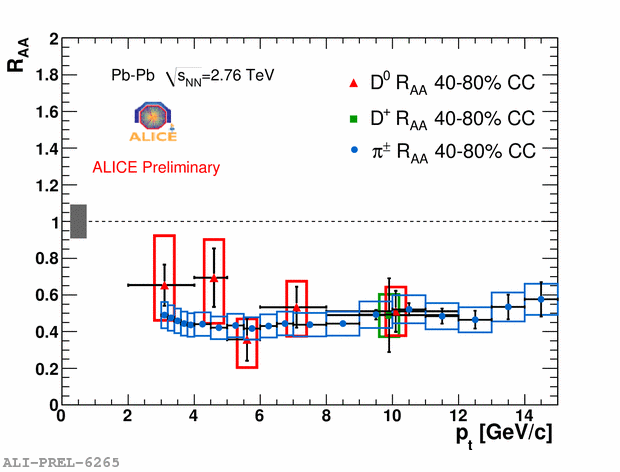 R_AA
2
1.8
1.6
1.4
1.2
1
0.8
0.6
0.4
0.2
0
Pb-Pb √s_NN=2.76 TeV
ALICE
ALICE Preliminary
D⁰ R_AA 40-80% CC
D⁺ R_AA 40-80% CC
π± R_AA 40-80% CC
0 2 4 6 8 10 12 14
p_t [GeV/c]
ALI-PREL-6265